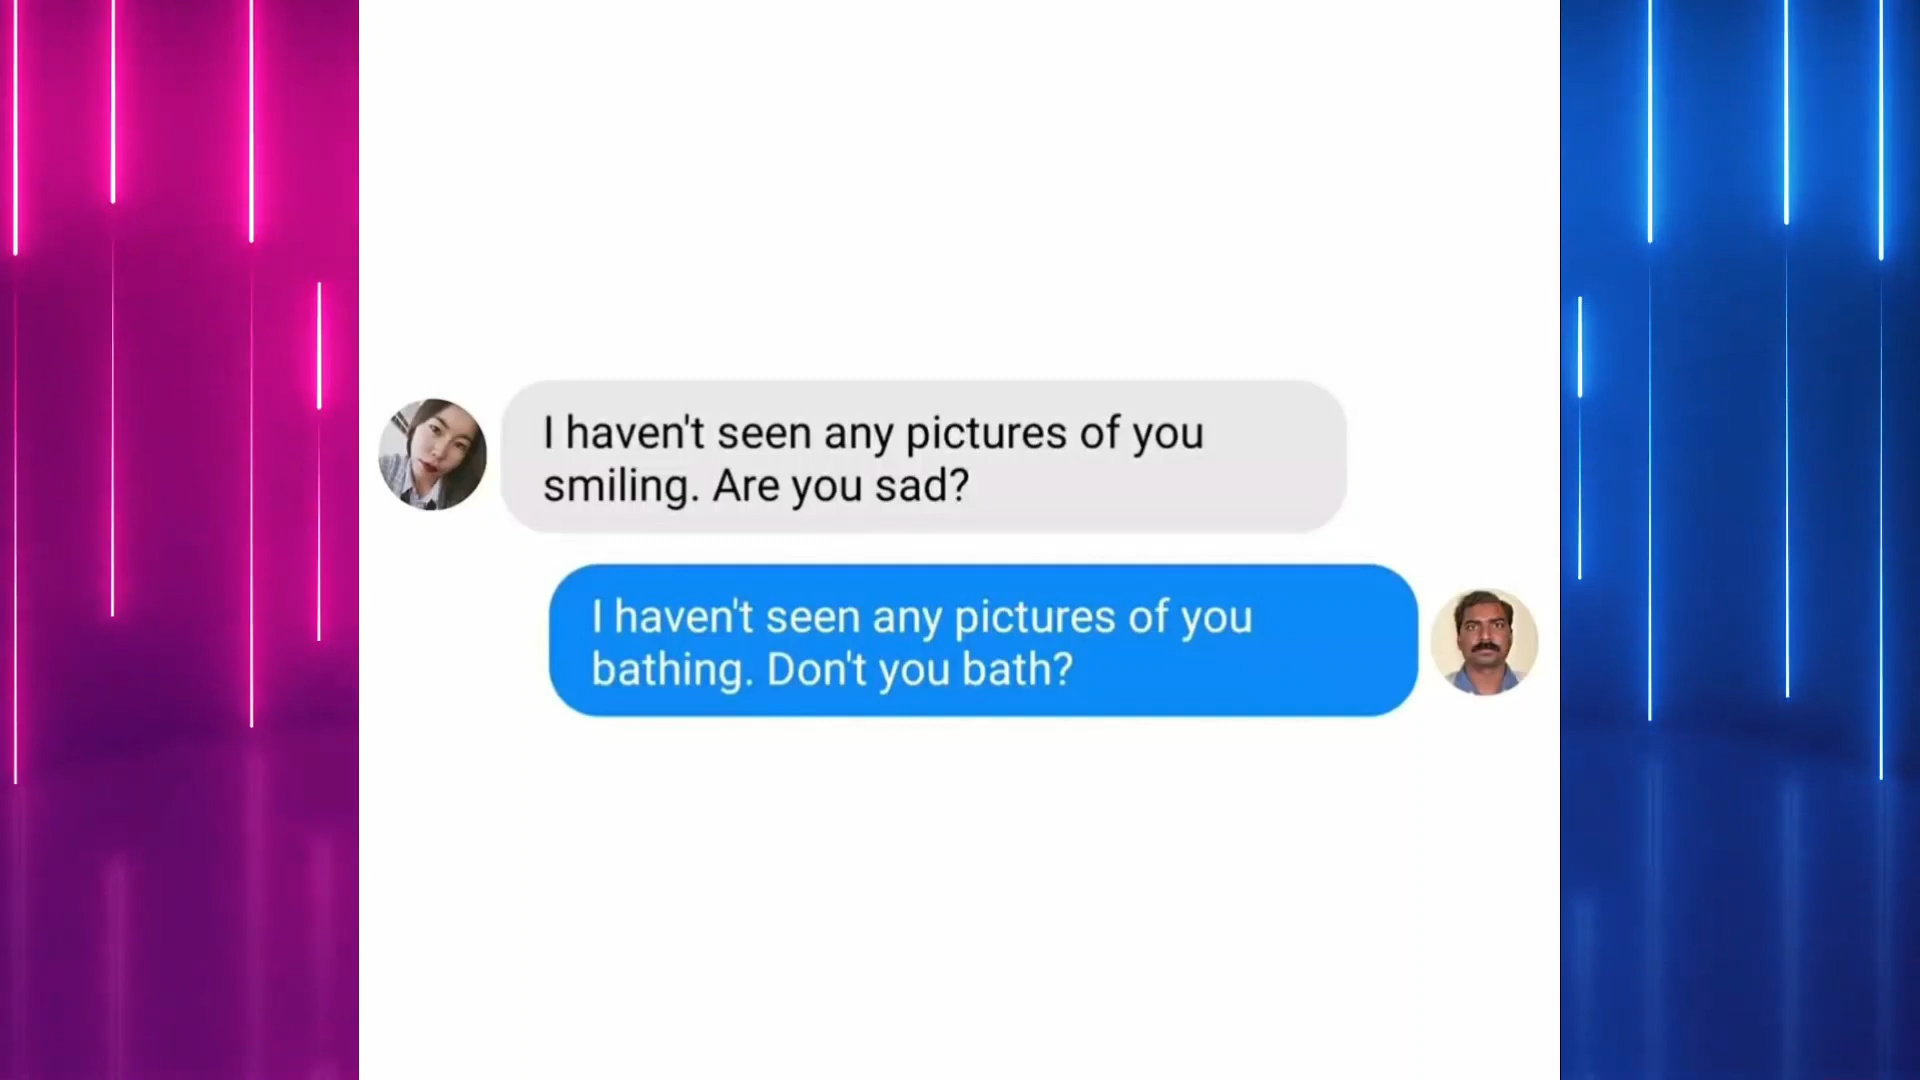 I haven't seen any pictures of you
smiling. Are you sad?
I haven't seen any pictures of you
bathing. Don't you bath?